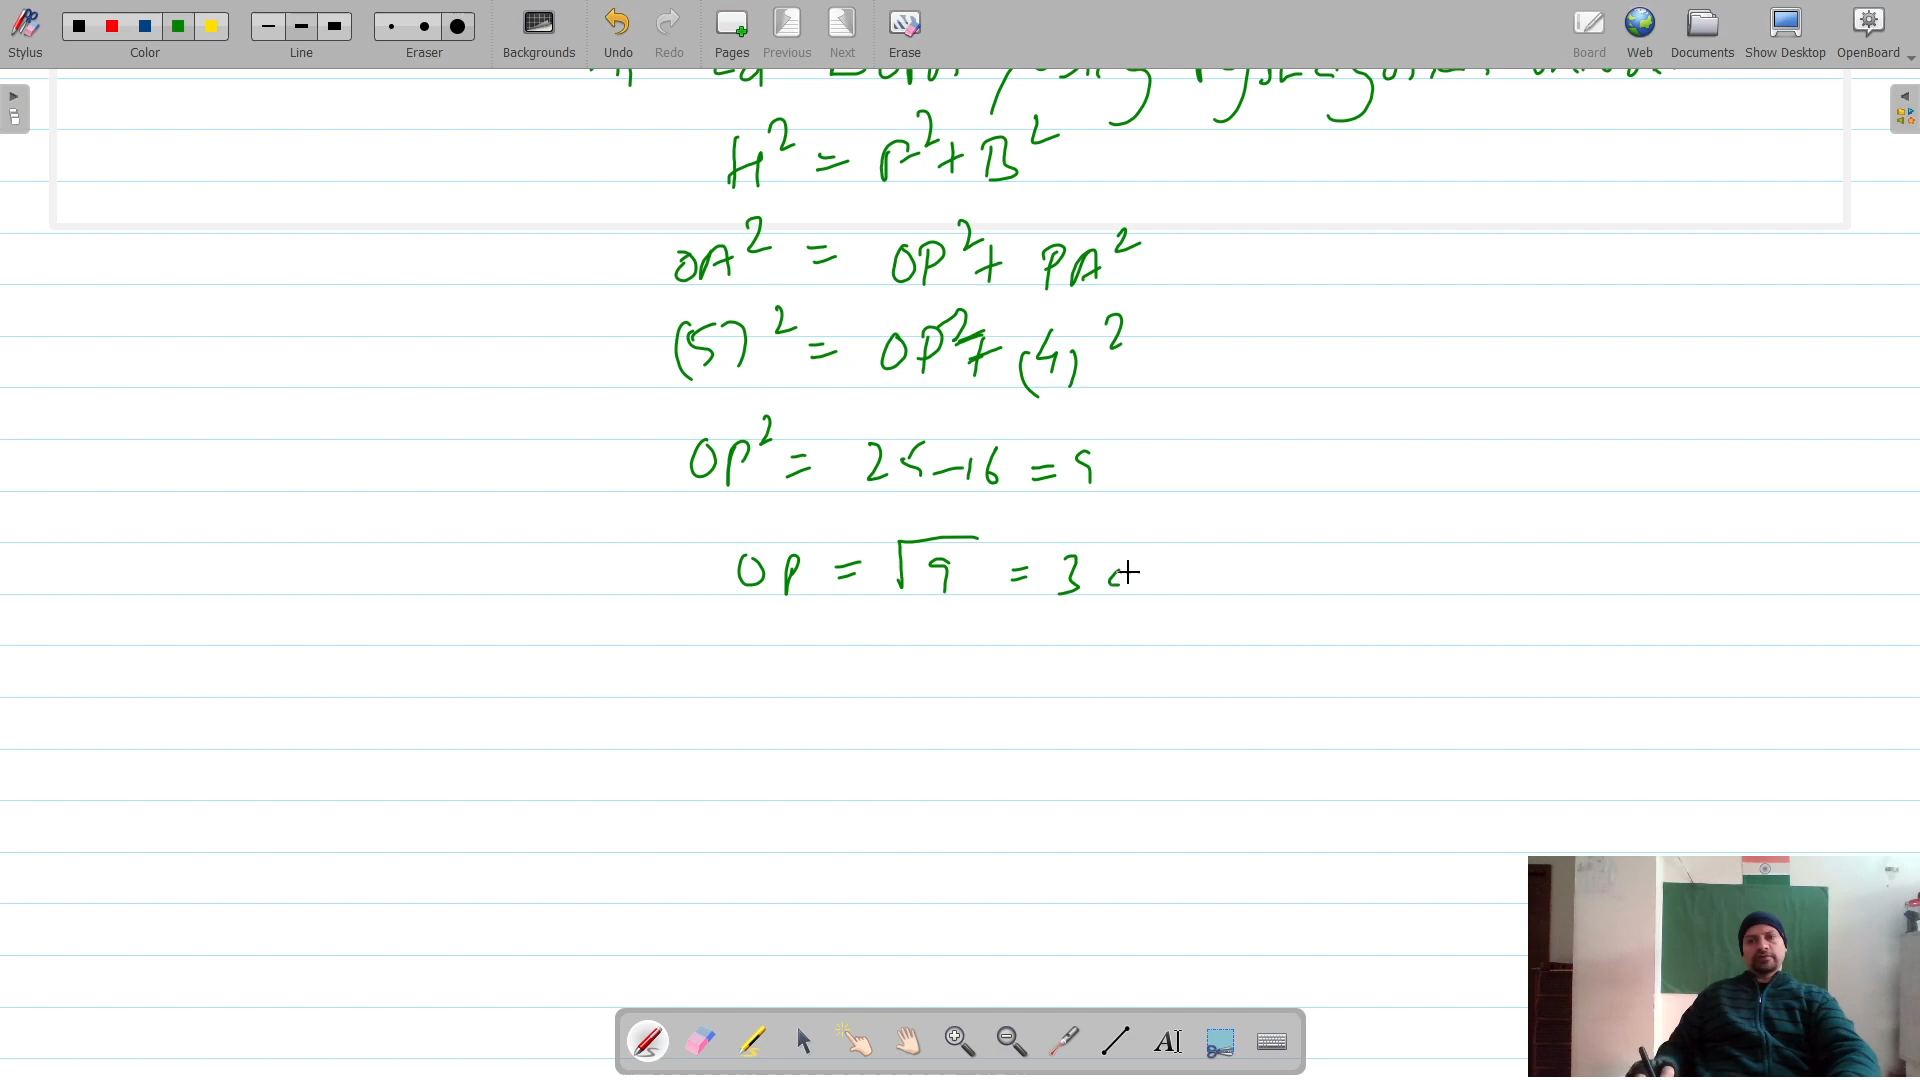 Stylus Color Line Eraser Backgrounds Undo Redo Pages Previous Next Erase Board Web Documents Show Desktop OpenBoard
H² = P² + B²
OA² = OP² + PA²
(5)² = OP² + (4)²
OP² = 25 - 16 = 9
OP = √9 = 3 c